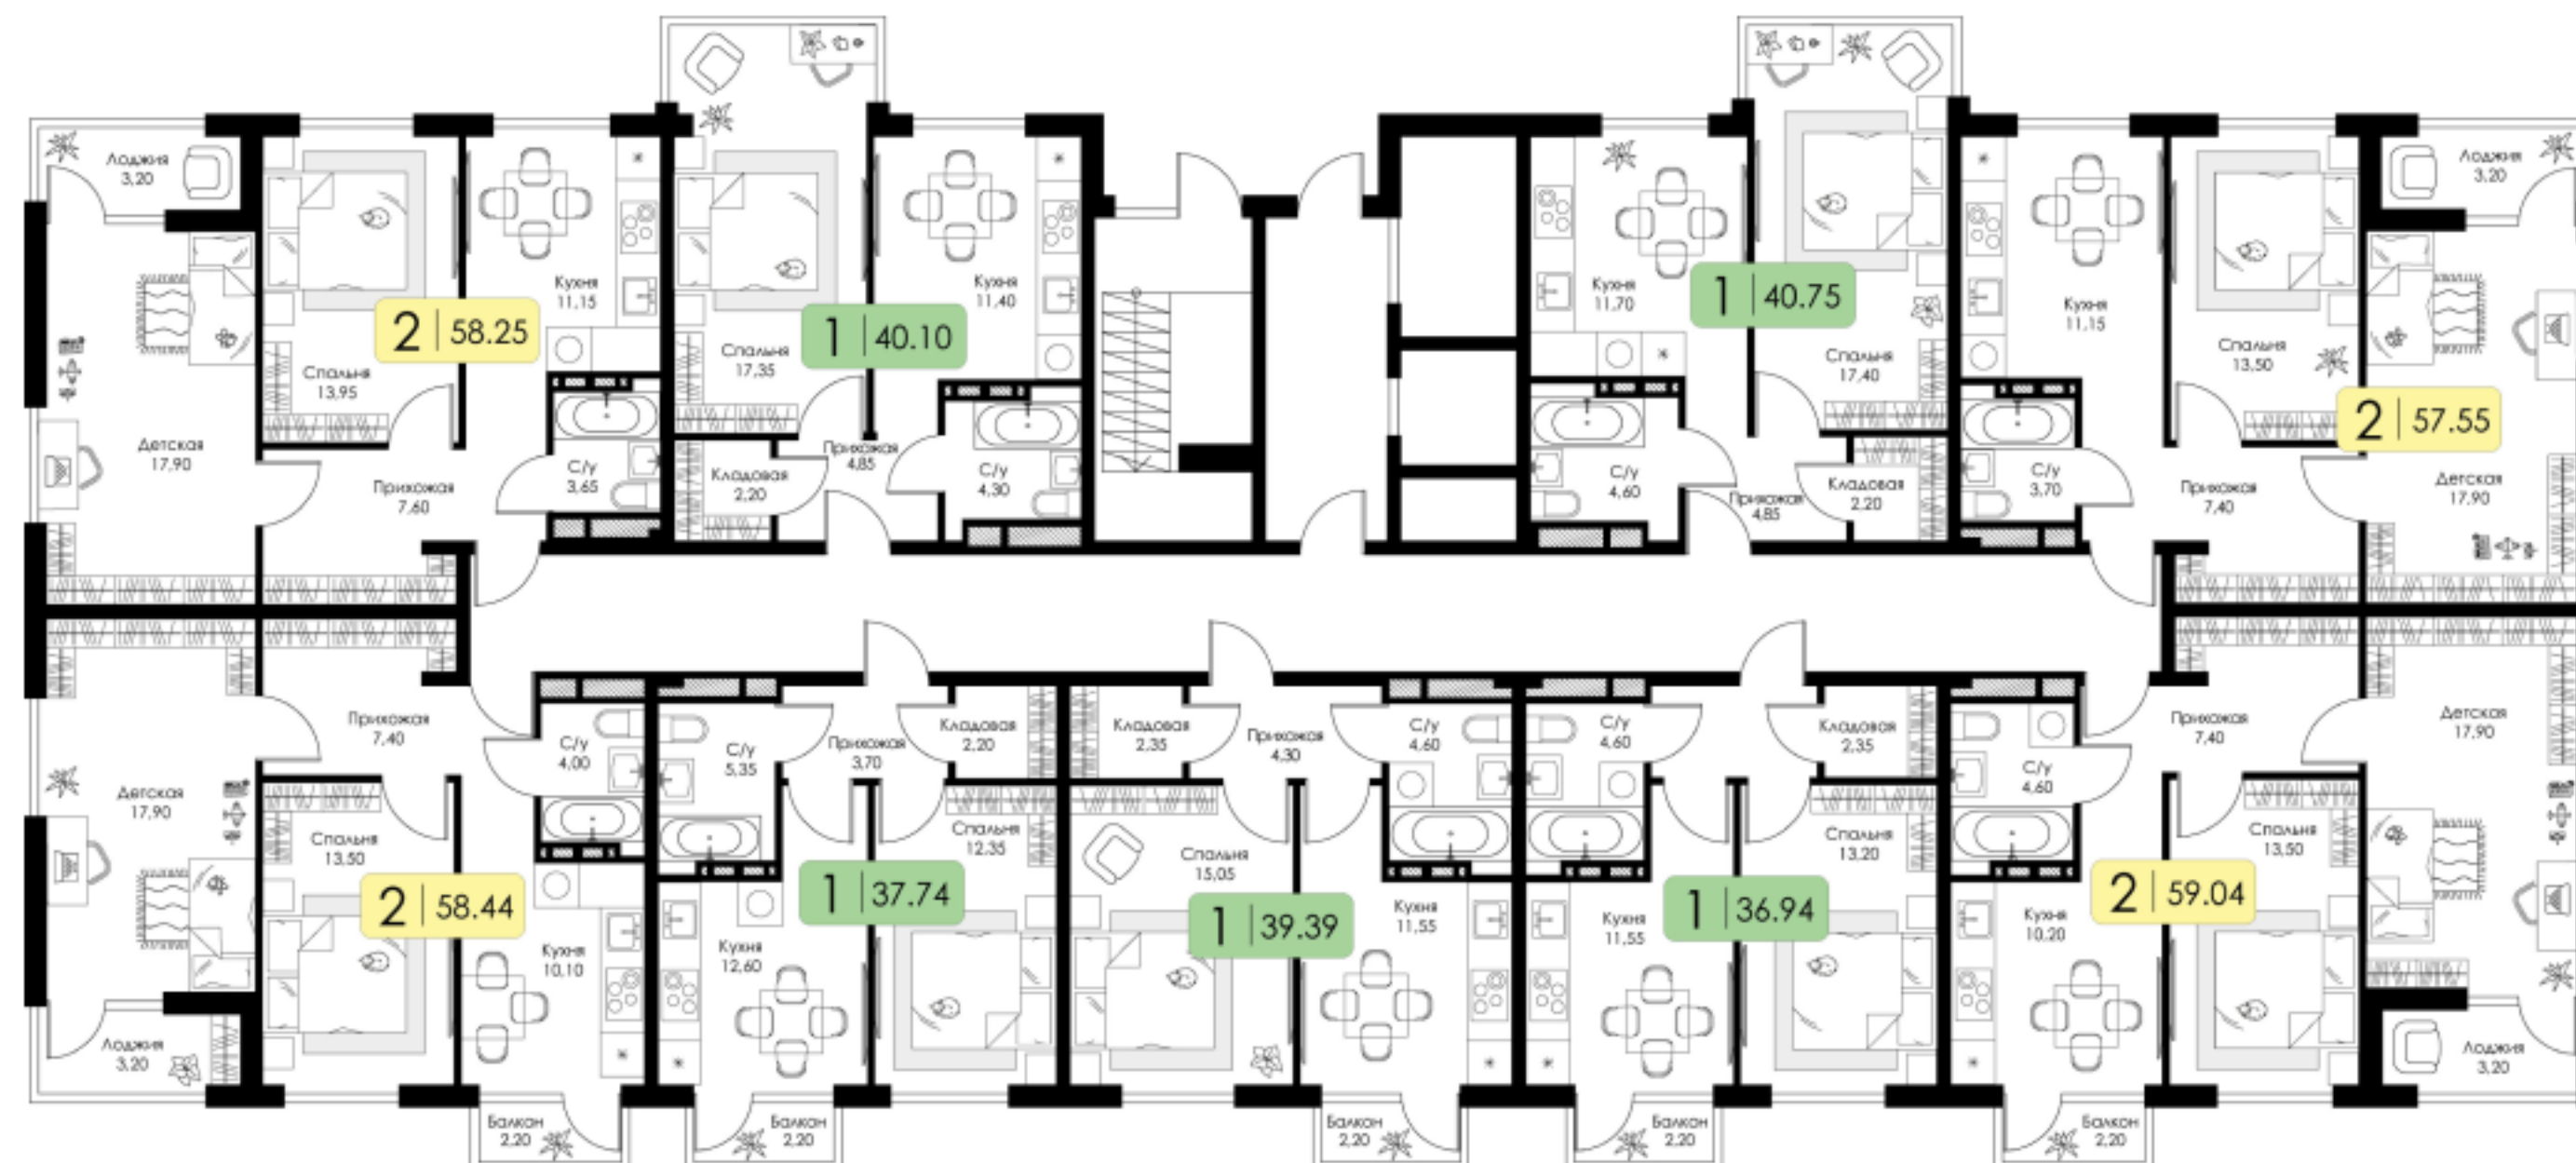 Лоджия
3,20
Спальня
13,95
Кухня
11,15
2 58.25
Детская
17,90
Прихожая
7,60
С/у
3,65
Спальня
17,35
Кухня
11,40
1 40.10
Кладовая
2,20
Прихожая
4,85
С/у
4,30
Кухня
11,70
1 40.75
Спальня
17,40
С/у
4,60
Прихожая
4,85
Кладовая
2,20
Кухня
11,15
Спальня
13,50
Лоджия
3,20
2 57.55
С/у
3,70
Прихожая
7,40
Детская
17,90
Прихожая
7,40
С/у
4,00
Детская
17,90
Спальня
13,50
2 58.44
Кухня
10,10
Лоджия
3,20
Балкон
2,20
С/у
5,35
Прихожая
3,70
Кладовая
2,20
Спальня
12,35
1 37.74
Кухня
12,60
Балкон
2,20
Кладовая
2,35
Прихожая
4,30
С/у
4,60
Спальня
15,05
1 39.39
Кухня
11,55
Балкон
2,20
С/у
4,60
Кладовая
2,35
Спальня
13,20
1 36.94
Кухня
11,55
Балкон
2,20
С/у
4,60
Прихожая
7,40
Детская
17,90
Спальня
13,50
2 59.04
Кухня
10,20
Лоджия
3,20
Балкон
2,20